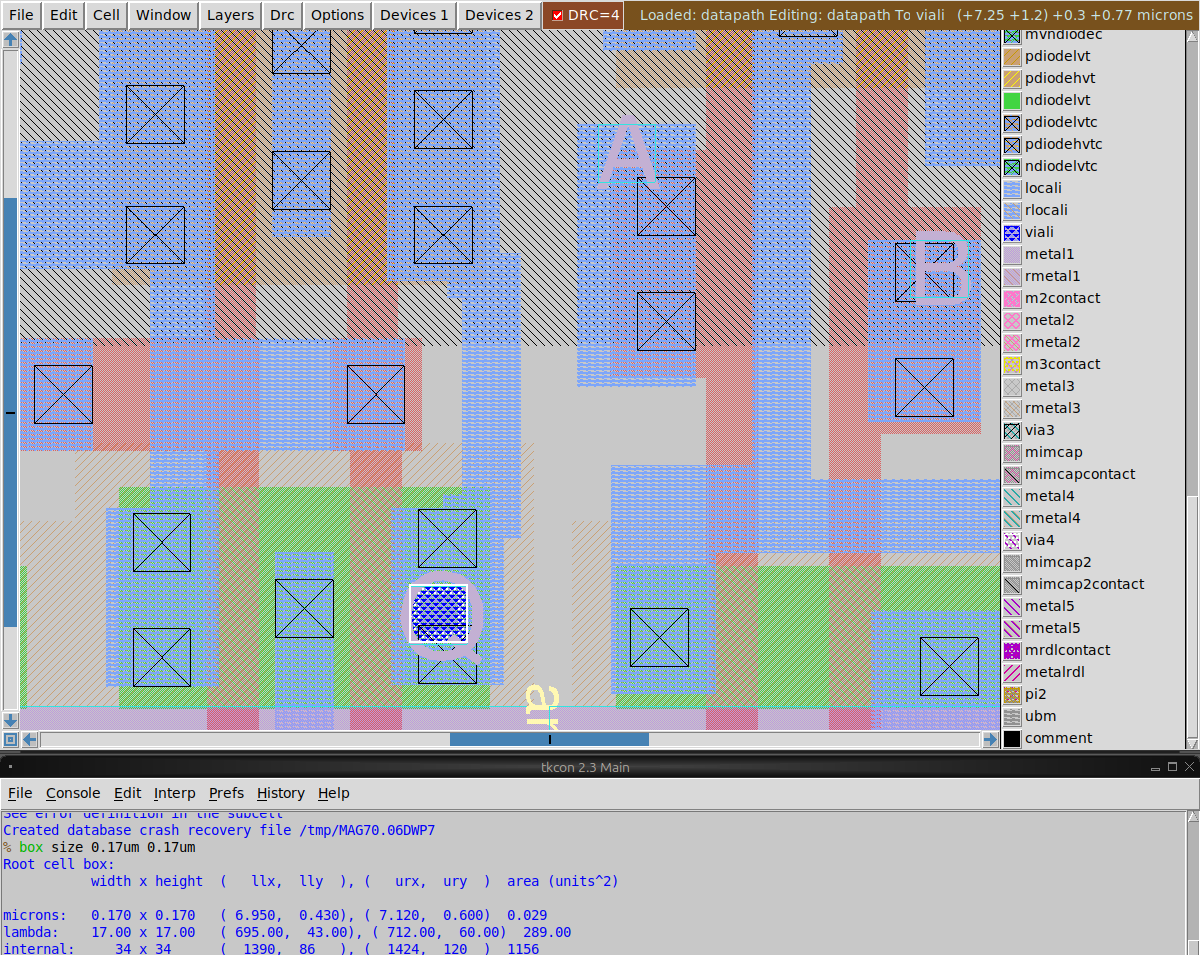 File Edit Cell Window Layers Drc Options Devices 1 Devices 2 DRC=4 Loaded: datapath Editing: datapath To viali (+7.25 +1.2) +0.3 +0.77 microns
mvndiodec
pdiodelvt
pdiodehvt
ndiodelvt
pdiodelvtc
pdiodehvtc
ndiodelvtc
locali
rlocali
viali
metal1
rmetal1
m2contact
metal2
rmetal2
m3contact
metal3
rmetal3
via3
mimcap
mimcapcontact
metal4
rmetal4
via4
mimcap2
mimcap2contact
metal5
rmetal5
mrdlcontact
metalrdl
pi2
ubm
comment
A
B
Q
tkcon 2.3 Main
File Console Edit Interp Prefs History Help
See error definition in the subcell
Created database crash recovery file /tmp/MAG70.06DWP7
% box size 0.17um 0.17um
Root cell box:
width x height ( llx, lly ), ( urx, ury ) area (units^2)
microns: 0.170 x 0.170 ( 6.950, 0.430), ( 7.120, 0.600) 0.029
lambda: 17.00 x 17.00 ( 695.00, 43.00), ( 712.00, 60.00) 289.00
internal: 34 x 34 ( 1390, 86 ), ( 1424, 120 ) 1156